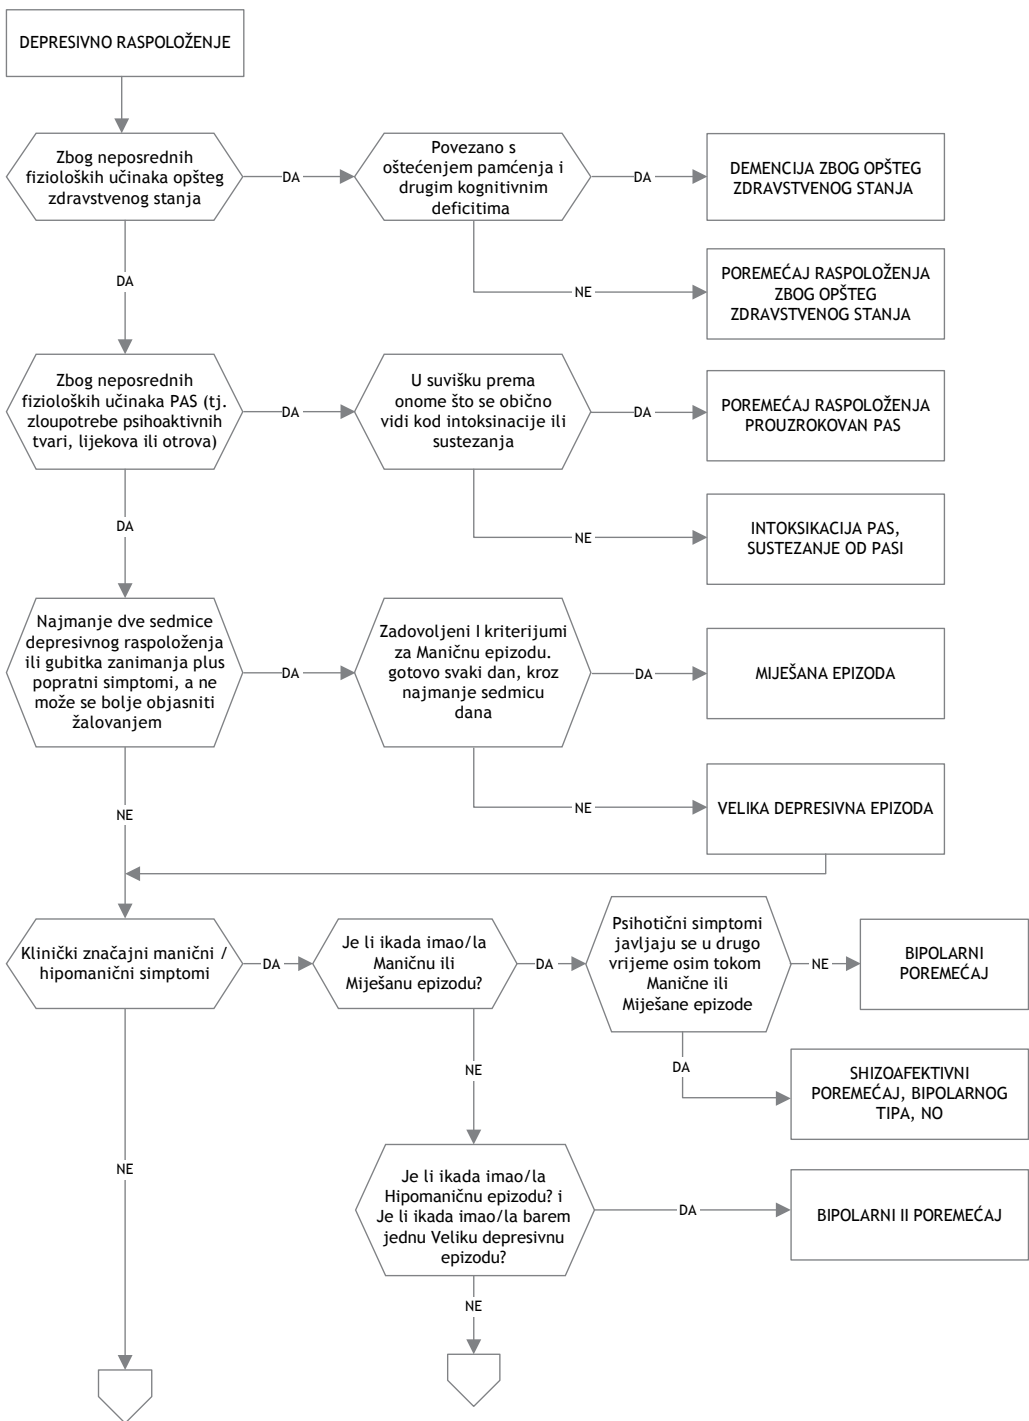 DEPRESIVNO RASPOLOŽENJE
Zbog neposrednih
fizioloških učinaka opšteg
zdravstvenog stanja
DA
Povezano s
oštećenjem pamćenja i
drugim kognitivnim
deficitima
DA
DEMENCIJA ZBOG OPŠTEG
ZDRAVSTVENOG STANJA
DA
NE
POREMEĆAJ RASPOLOŽENJA
ZBOG OPŠTEG
ZDRAVSTVENOG STANJA
Zbog neposrednih
fizioloških učinaka PAS (tj.
zloupotrebe psihoaktivnih
tvari, lijekova ili otrova)
DA
U suvišku prema
onome što se obično
vidi kod intoksinacije ili
sustezanja
DA
POREMEĆAJ RASPOLOŽENJA
PROUZROKOVAN PAS
DA
NE
INTOKSIKACIJA PAS,
SUSTEZANJE OD PASI
Najmanje dve sedmice
depresivnog raspoloženja
ili gubitka zanimanja plus
popratni simptomi, a ne
može se bolje objasniti
žalovanjem
DA
Zadovoljeni I kriterijumi
za Maničnu epizodu.
gotovo svaki dan, kroz
najmanje sedmicu
dana
DA
MIJEŠANA EPIZODA
NE
NE
VELIKA DEPRESIVNA EPIZODA
Klinički značajni manični /
hipomanični simptomi
DA
Je li ikada imao/la
Maničnu ili
Miješanu epizodu?
DA
Psihotični simptomi
javljaju se u drugo
vrijeme osim tokom
Manične ili
Miješane epizode
NE
BIPOLARNI
POREMEĆAJ
NE
DA
SHIZOAFEKTIVNI
POREMEĆAJ, BIPOLARNOG
TIPA, NO
NE
Je li ikada imao/la
Hipomaničnu epizodu? i
Je li ikada imao/la barem
jednu Veliku depresivnu
epizodu?
DA
BIPOLARNI II POREMEĆAJ
NE